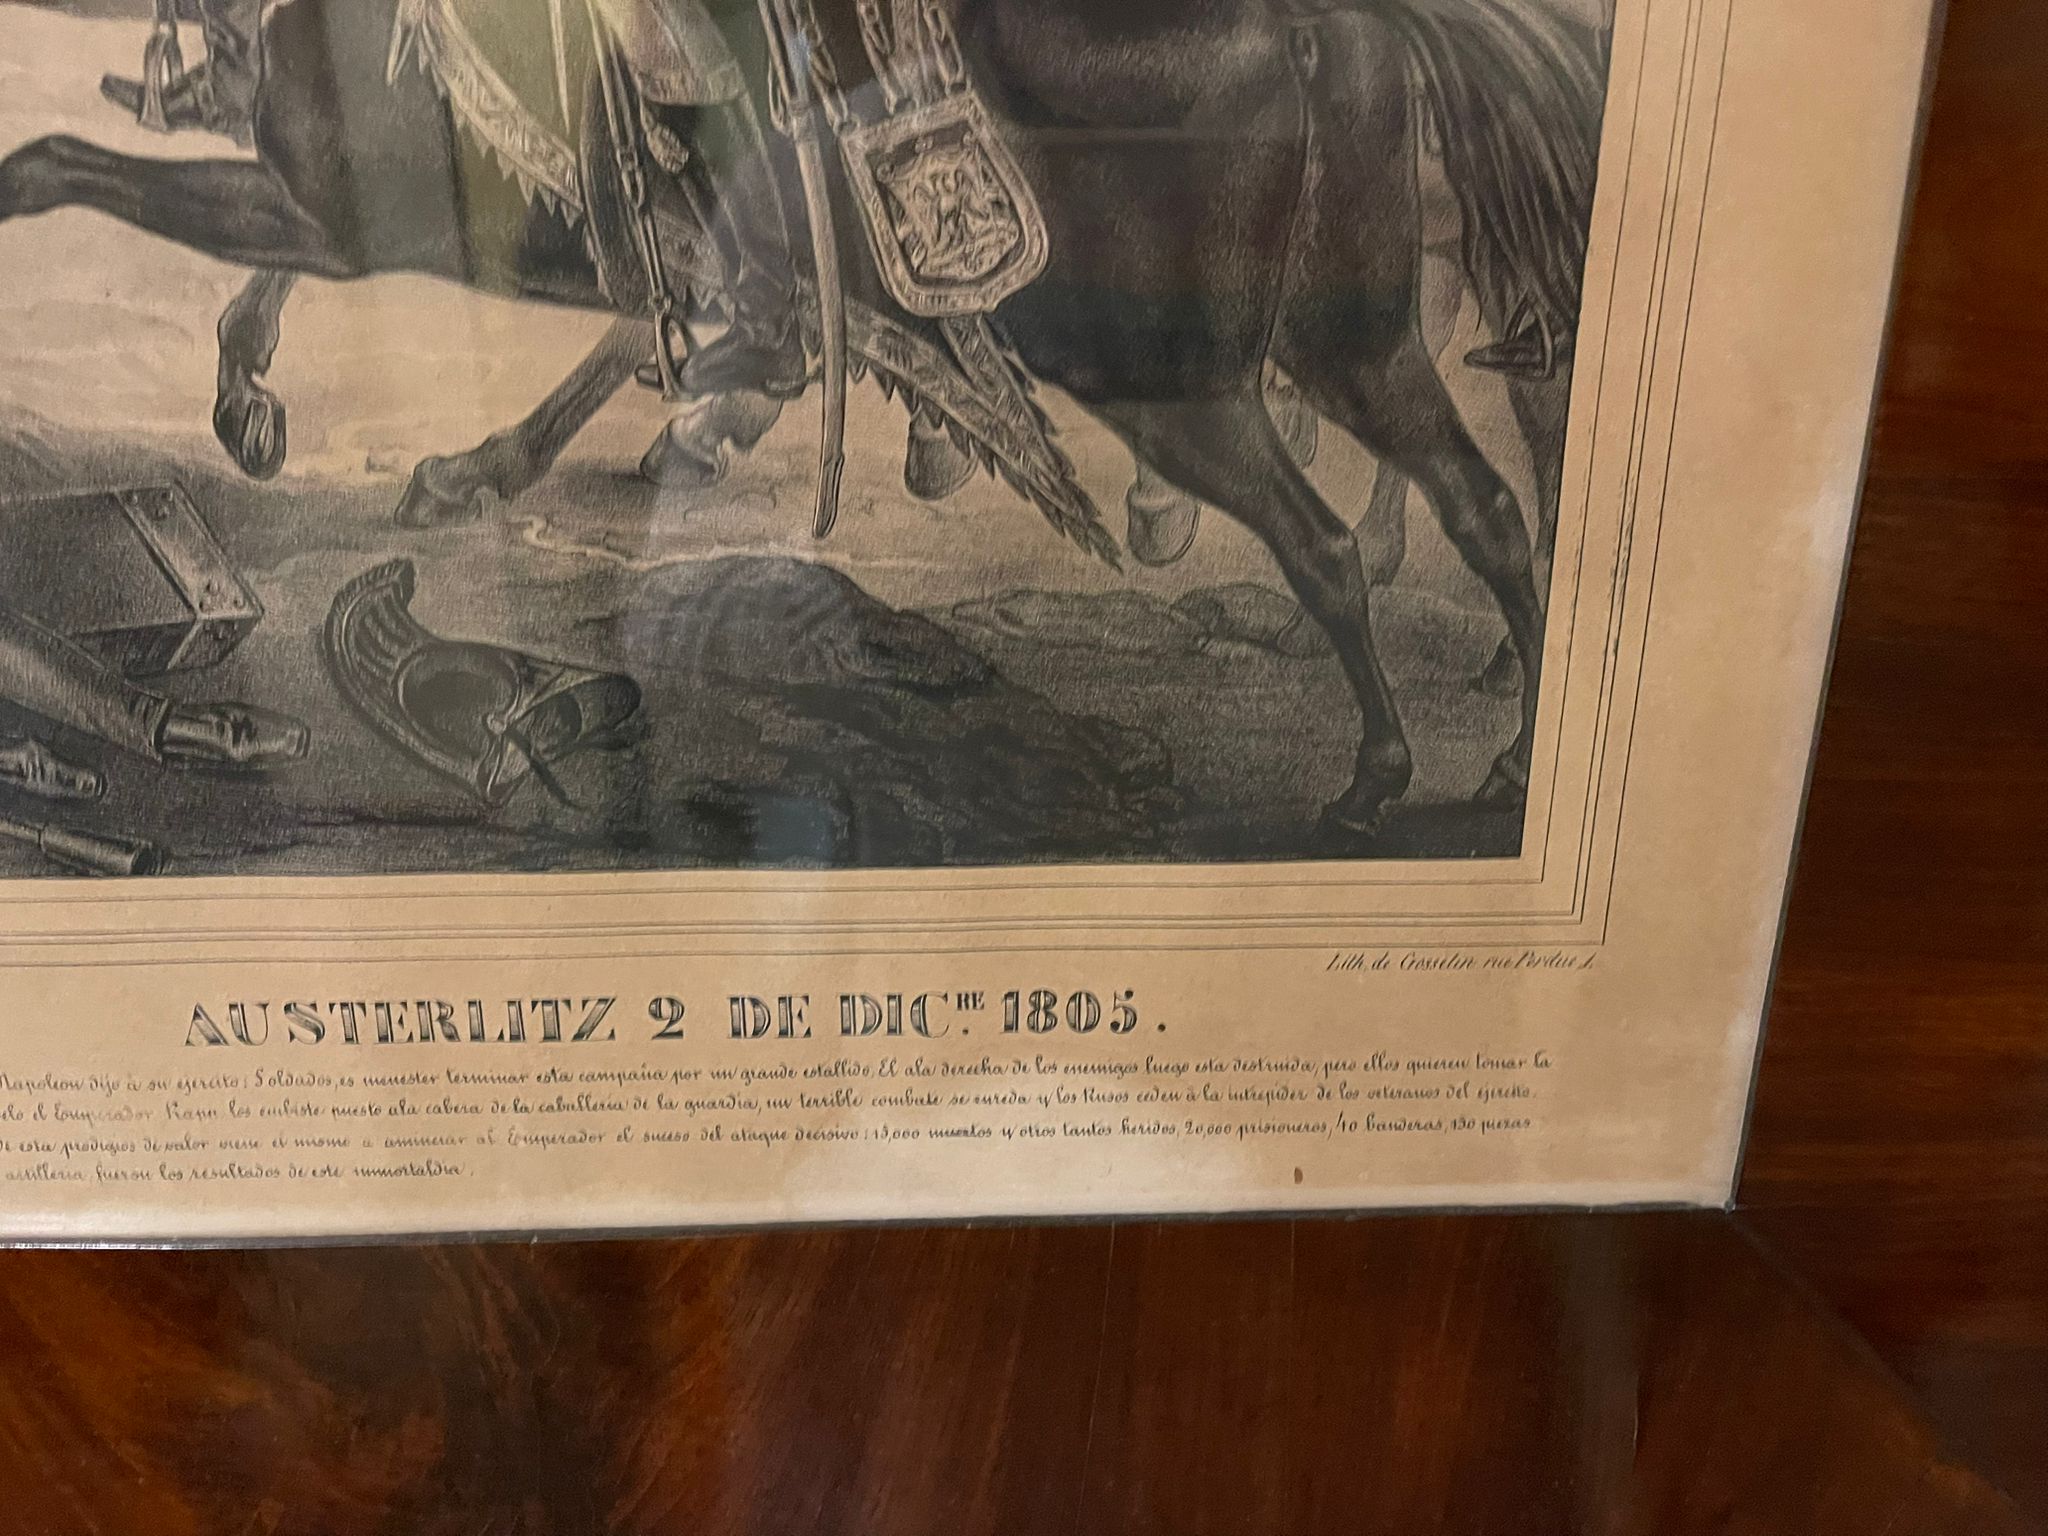 Lith. de Gosselin rue Perdue 1.
AUSTERLITZ 2 DE DIC.RE 1805.
Napoleon dijo à su ejercito: Soldados, es menester terminar esta campaña por un grande estallido, El ala derecha de los enemigos luego esta destruida, pero ellos quieren tomar la
el Emperador Rapp, los embiste puesto ala cabera de la caballeria de la guardia, un terrible combate se enreda y los Rusos ceden à la intrepider de los veteranos del ejercito.
de esta prodigios de valor viene el mismo a anunciar al Emperador el suceso del ataque decisivo: 15,000 muertos y otros tantos heridos, 20,000 prisioneros, 40 banderas, 130 piezas
artilleria, fueron los resultados de este immortaldia.